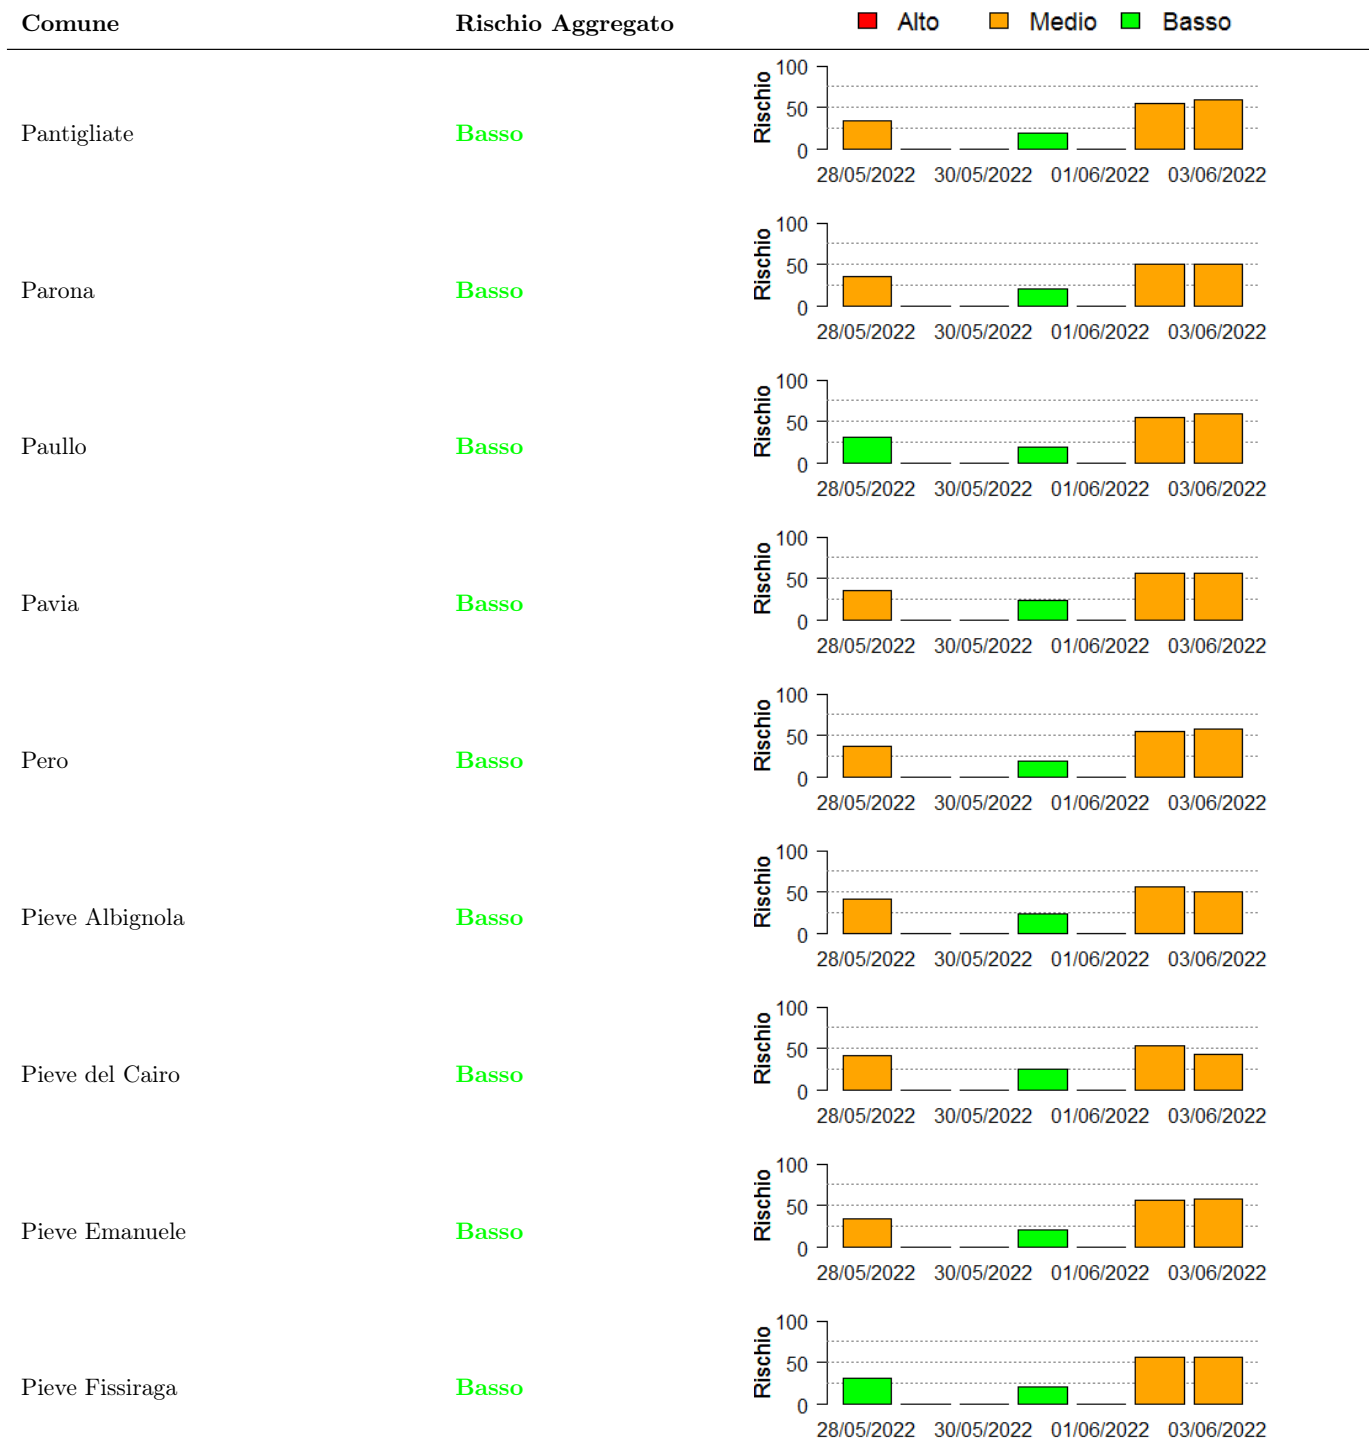 Comune Rischio Aggregato Alto Medio Basso
Pantigliate Basso
Rischio
100
50
0
28/05/2022 30/05/2022 01/06/2022 03/06/2022
Parona Basso
Rischio
100
50
0
28/05/2022 30/05/2022 01/06/2022 03/06/2022
Paullo Basso
Rischio
100
50
0
28/05/2022 30/05/2022 01/06/2022 03/06/2022
Pavia Basso
Rischio
100
50
0
28/05/2022 30/05/2022 01/06/2022 03/06/2022
Pero Basso
Rischio
100
50
0
28/05/2022 30/05/2022 01/06/2022 03/06/2022
Pieve Albignola Basso
Rischio
100
50
0
28/05/2022 30/05/2022 01/06/2022 03/06/2022
Pieve del Cairo Basso
Rischio
100
50
0
28/05/2022 30/05/2022 01/06/2022 03/06/2022
Pieve Emanuele Basso
Rischio
100
50
0
28/05/2022 30/05/2022 01/06/2022 03/06/2022
Pieve Fissiraga Basso
Rischio
100
50
0
28/05/2022 30/05/2022 01/06/2022 03/06/2022